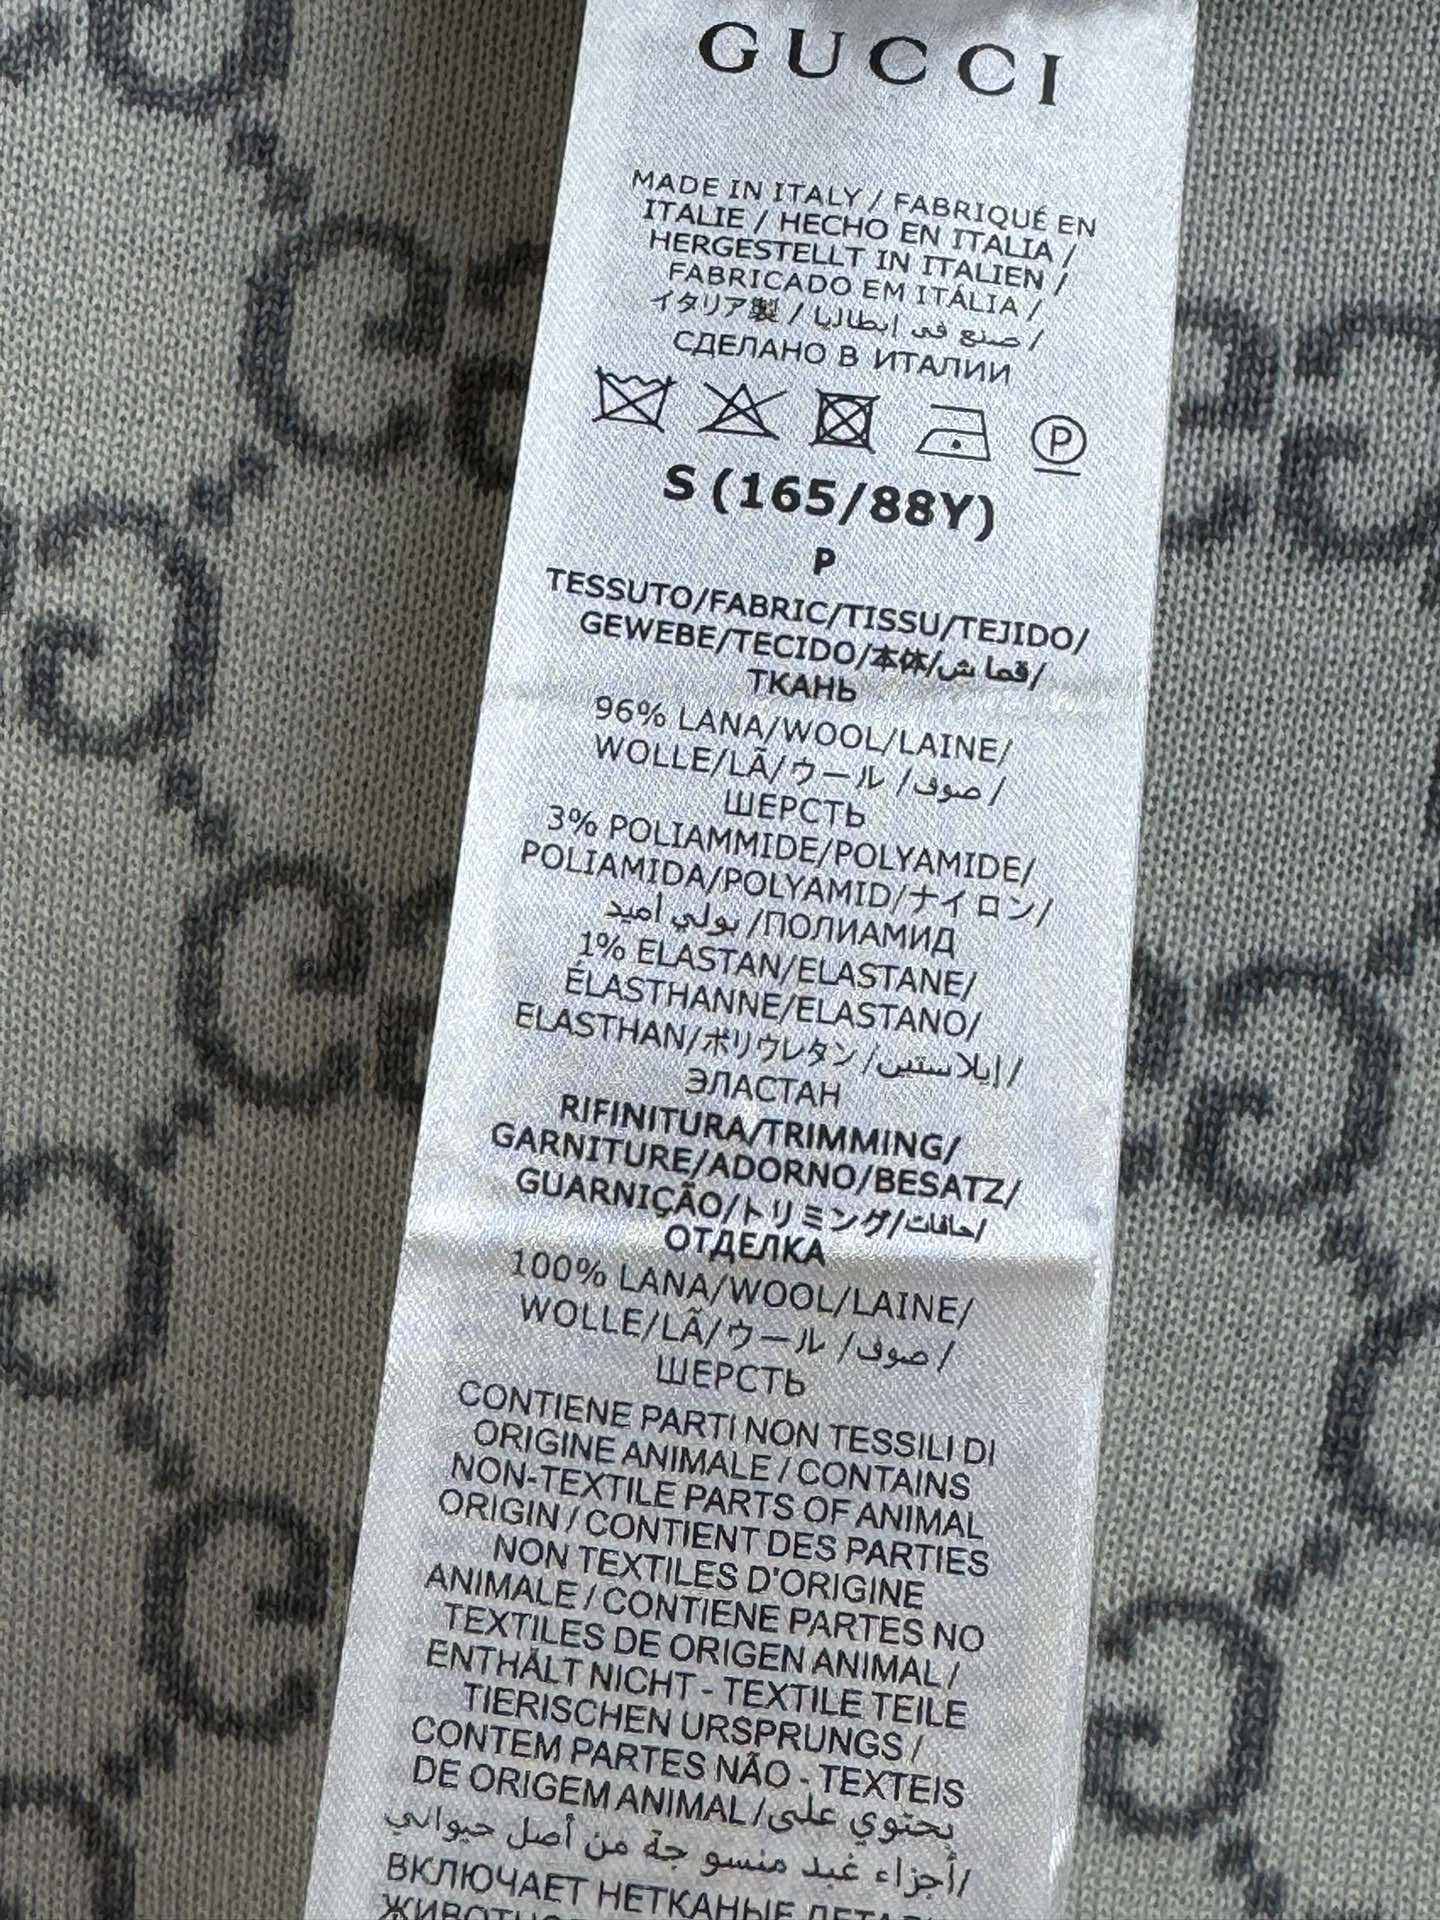 GUCCI
MADE IN ITALY / FABRIQUÉ EN
ITALIE / HECHO EN ITALIA /
HERGESTELLT IN ITALIEN /
FABRICADO EM ITÁLIA /
イタリア製 / صنع في إيطاليا /
СДЕЛАНО В ИТАЛИИ
P
S (165/88Y)
P
TESSUTO/FABRIC/TISSU/TEJIDO/
GEWEBE/TECIDO/本体/قما ش/
ТКАНЬ
96% LANA/WOOL/LAINE/
WOLLE/LÃ/ウール /صوف /
ШЕРСТЬ
3% POLIAMMIDE/POLYAMIDE/
POLIAMIDA/POLYAMID/ナイロン/
بولي أميد /ПОЛИАМИД
1% ELASTAN/ELASTANE/
ÉLASTHANNE/ELASTANO/
ELASTHAN/ポリウレタン /إيلاستين/
ЭЛАСТАН
RIFINITURA/TRIMMING/
GARNITURE/ADORNO/BESATZ/
GUARNIÇÃO/トリミング/حافات/
ОТДЕЛКА
100% LANA/WOOL/LAINE/
WOLLE/LÃ/ウール /صوف /
ШЕРСТЬ
CONTIENE PARTI NON TESSILI DI
ORIGINE ANIMALE / CONTAINS
NON-TEXTILE PARTS OF ANIMAL
ORIGIN / CONTIENT DES PARTIES
NON TEXTILES D'ORIGINE
ANIMALE / CONTIENE PARTES NO
TEXTILES DE ORIGEN ANIMAL /
ENTHÄLT NICHT - TEXTILE TEILE
TIERISCHEN URSPRUNGS /
CONTEM PARTES NÃO - TEXTEIS
DE ORIGEM ANIMAL / يحتوي على
أجزاء غيد منسو جة من أصل حيواني/
ВКЛЮЧАЕТ НЕТКАНЫЕ